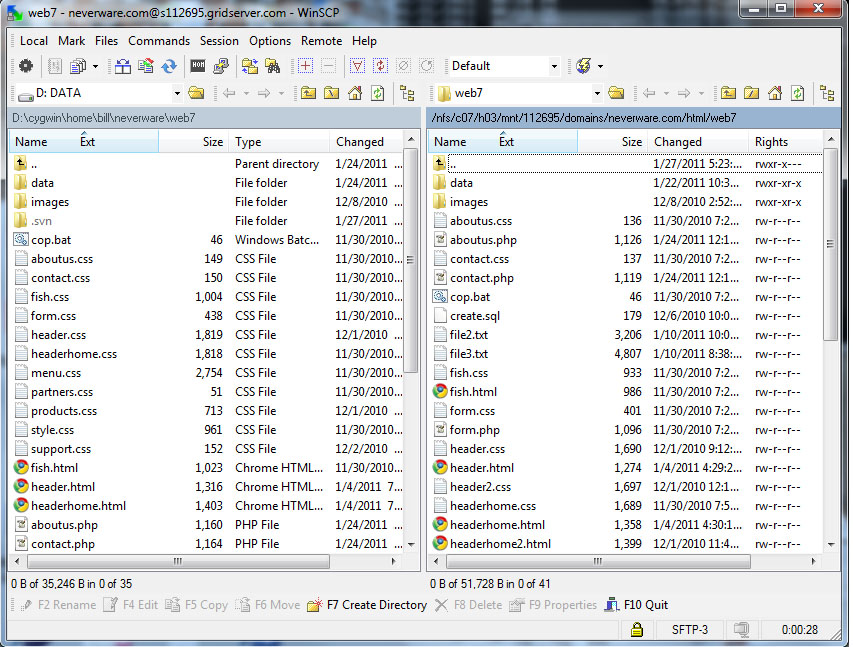 web7 - neverware.com@s112695.gridserver.com - WinSCP
Local Mark Files Commands Session Options Remote Help
Default
D: DATA
web7
D:\cygwin\home\bill\neverware\web7
/nfs/c07/h03/mnt/112695/domains/neverware.com/html/web7
Name Ext Size Type Changed
.. Parent directory 1/24/2011 ...
data File folder 1/24/2011 ...
images File folder 12/8/2010 ...
.svn File folder 1/27/2011 ...
cop.bat 46 Windows Batc... 11/30/2010...
aboutus.css 149 CSS File 11/30/2010...
contact.css 150 CSS File 11/30/2010...
fish.css 1,004 CSS File 11/30/2010...
form.css 438 CSS File 11/30/2010...
header.css 1,819 CSS File 12/1/2010 ...
headerhome.css 1,818 CSS File 11/30/2010...
menu.css 2,754 CSS File 11/30/2010...
partners.css 51 CSS File 11/30/2010...
products.css 713 CSS File 12/1/2010 ...
style.css 961 CSS File 11/30/2010...
support.css 152 CSS File 12/2/2010 ...
fish.html 1,023 Chrome HTML... 11/30/2010...
header.html 1,316 Chrome HTML... 1/4/2011 7...
headerhome.html 1,403 Chrome HTML... 1/4/2011 7...
aboutus.php 1,160 PHP File 1/24/2011 ...
contact.php 1,164 PHP File 1/24/2011 ...
0 B of 35,246 B in 0 of 35
Name Ext Size Changed Rights
.. 1/27/2011 5:23:... rwxr-x---
data 1/22/2011 10:3... rwxr-xr-x
images 12/8/2010 2:52:... rwxr-xr-x
aboutus.css 136 11/30/2010 7:2... rw-r--r--
aboutus.php 1,126 1/24/2011 12:1... rw-r--r--
contact.css 137 11/30/2010 7:2... rw-r--r--
contact.php 1,119 1/24/2011 12:1... rw-r--r--
cop.bat 46 11/30/2010 7:2... rw-r--r--
create.sql 179 12/6/2010 10:0... rw-r--r--
file2.txt 3,206 1/10/2011 10:0... rw-r--r--
file3.txt 4,807 1/10/2011 8:38:... rw-r--r--
fish.css 933 11/30/2010 7:2... rw-r--r--
fish.html 986 11/30/2010 7:2... rw-r--r--
form.css 401 11/30/2010 7:2... rw-r--r--
form.php 1,096 11/30/2010 7:2... rw-r--r--
header.css 1,690 12/1/2010 9:12:... rw-r--r--
header.html 1,274 1/4/2011 4:29:2... rw-r--r--
header2.css 1,697 12/1/2010 12:1... rw-r--r--
headerhome.css 1,689 11/30/2010 7:5... rw-r--r--
headerhome.html 1,358 1/4/2011 4:30:1... rw-r--r--
headerhome2.html 1,399 12/1/2010 11:4... rw-r--r--
0 B of 51,728 B in 0 of 41
F2 Rename F4 Edit F5 Copy F6 Move F7 Create Directory F8 Delete F9 Properties F10 Quit
SFTP-3 0:00:28